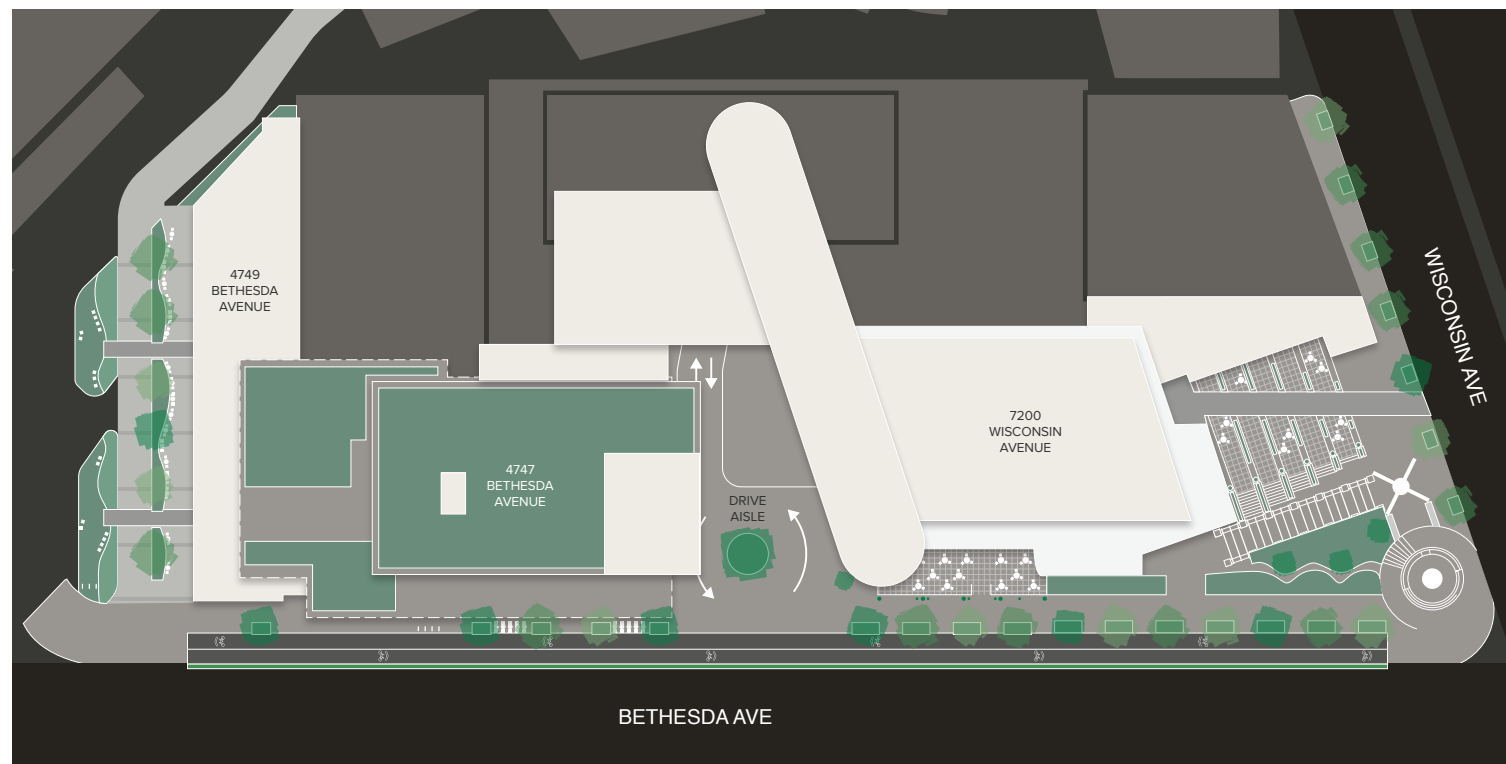 4749
BETHESDA
AVENUE
4747
BETHESDA
AVENUE
DRIVE
AISLE
7200
WISCONSIN
AVENUE
WISCONSIN AVE
BETHESDA AVE